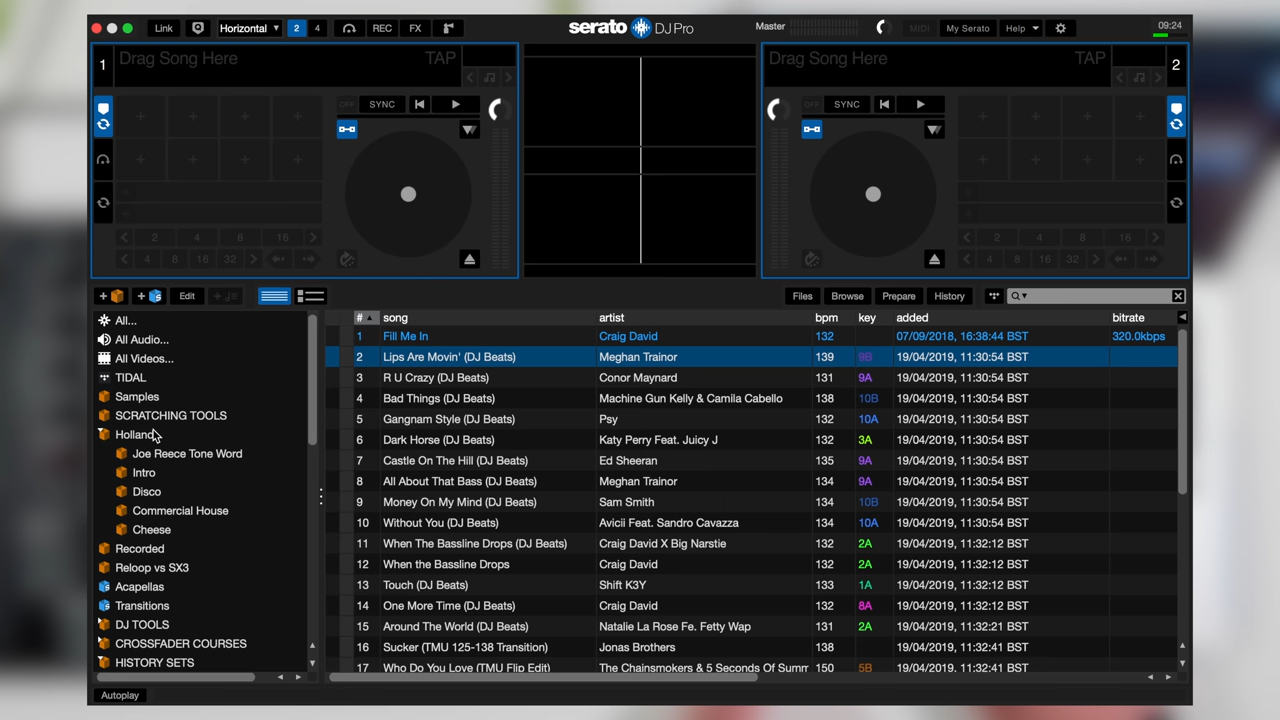 Link Horizontal 2 4 REC FX serato DJ Pro Master MIDI My Serato Help 09:24
1 Drag Song Here TAP Drag Song Here TAP 2
OFF SYNC OFF SYNC
2 4 8 16 2 4 8 16
4 8 16 32 4 8 16 32
+ + Edit + Files Browse Prepare History
All...
All Audio...
All Videos...
TIDAL
Samples
SCRATCHING TOOLS
Holland
Joe Reece Tone Word
Intro
Disco
Commercial House
Cheese
Recorded
Reloop vs SX3
Acapellas
Transitions
DJ TOOLS
CROSSFADER COURSES
HISTORY SETS
Autoplay
# song artist bpm key added bitrate
1 Fill Me In Craig David 132 07/09/2018, 16:38:44 BST 320.0kbps
2 Lips Are Movin' (DJ Beats) Meghan Trainor 139 9B 19/04/2019, 11:30:54 BST
3 R U Crazy (DJ Beats) Conor Maynard 131 9A 19/04/2019, 11:30:54 BST
4 Bad Things (DJ Beats) Machine Gun Kelly & Camila Cabello 138 10B 19/04/2019, 11:30:54 BST
5 Gangnam Style (DJ Beats) Psy 132 10A 19/04/2019, 11:30:54 BST
6 Dark Horse (DJ Beats) Katy Perry Feat. Juicy J 132 3A 19/04/2019, 11:30:54 BST
7 Castle On The Hill (DJ Beats) Ed Sheeran 135 9A 19/04/2019, 11:30:54 BST
8 All About That Bass (DJ Beats) Meghan Trainor 134 9A 19/04/2019, 11:30:54 BST
9 Money On My Mind (DJ Beats) Sam Smith 134 10B 19/04/2019, 11:30:54 BST
10 Without You (DJ Beats) Avicii Feat. Sandro Cavazza 134 10A 19/04/2019, 11:30:54 BST
11 When The Bassline Drops (DJ Beats) Craig David X Big Narstie 132 2A 19/04/2019, 11:32:12 BST
12 When the Bassline Drops Craig David 132 2A 19/04/2019, 11:32:12 BST
13 Touch (DJ Beats) Shift K3Y 133 1A 19/04/2019, 11:32:12 BST
14 One More Time (DJ Beats) Craig David 132 8A 19/04/2019, 11:32:12 BST
15 Around The World (DJ Beats) Natalie La Rose Fe. Fetty Wap 131 2A 19/04/2019, 11:32:21 BST
16 Sucker (TMU 125-138 Transition) Jonas Brothers 138 19/04/2019, 11:32:41 BST
17 Who Do You Love (TMU Flip Edit) The Chainsmokers & 5 Seconds Of Summ 150 5B 19/04/2019, 11:32:41 BST